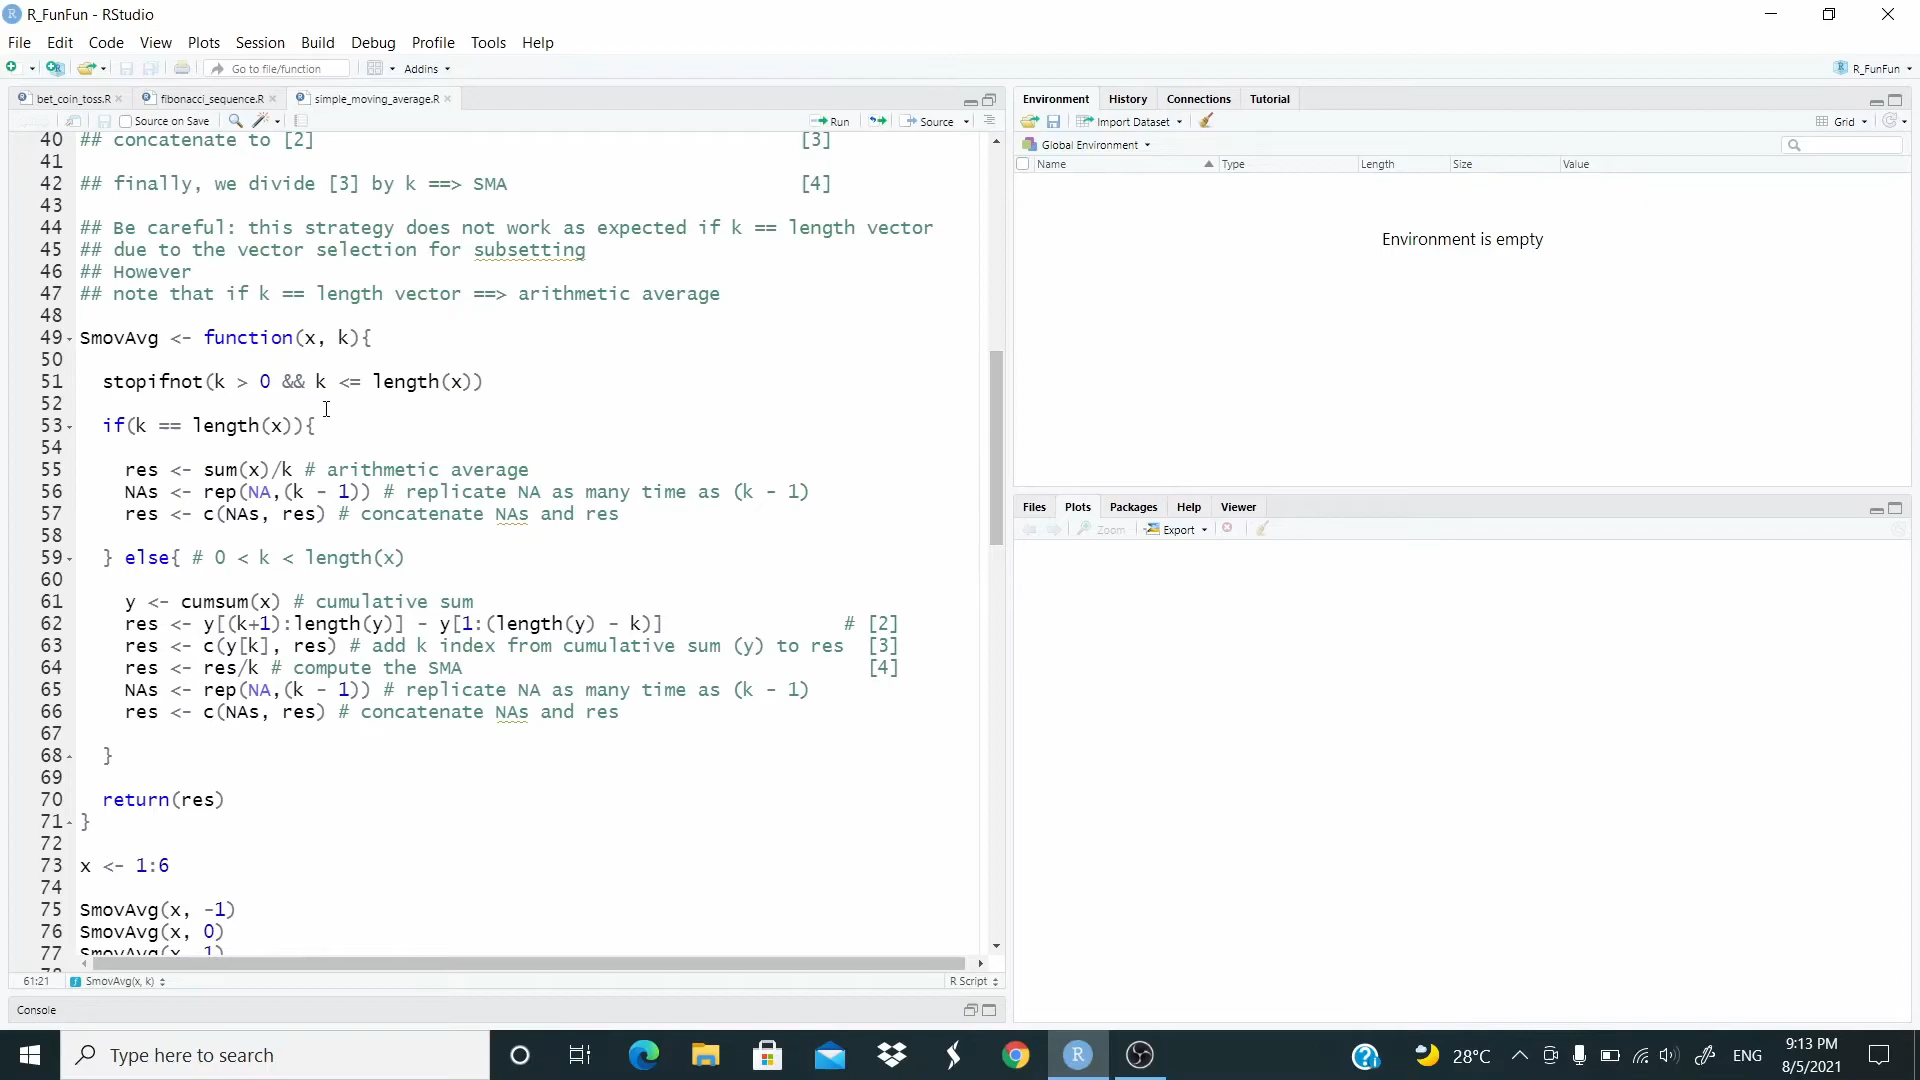 R_FunFun - RStudio
File Edit Code View Plots Session Build Debug Profile Tools Help
Go to file/function Addins R_FunFun
bet_coin_toss.R fibonacci_sequence.R simple_moving_average.R
Source on Save Run Source
40 ## concatenate to [2] [3]
41
42 ## finally, we divide [3] by k ==> SMA [4]
43
44 ## Be careful: this strategy does not work as expected if k == length vector
45 ## due to the vector selection for subsetting
46 ## However
47 ## note that if k == length vector ==> arithmetic average
48
49 SmovAvg <- function(x, k){
50
51 stopifnot(k > 0 && k <= length(x))
52
53 if(k == length(x)){
54
55 res <- sum(x)/k # arithmetic average
56 NAs <- rep(NA,(k - 1)) # replicate NA as many time as (k - 1)
57 res <- c(NAs, res) # concatenate NAs and res
58
59 } else{ # 0 < k < length(x)
60
61 y <- cumsum(x) # cumulative sum
62 res <- y[(k+1):length(y)] - y[1:(length(y) - k)] # [2]
63 res <- c(y[k], res) # add k index from cumulative sum (y) to res [3]
64 res <- res/k # compute the SMA [4]
65 NAs <- rep(NA,(k - 1)) # replicate NA as many time as (k - 1)
66 res <- c(NAs, res) # concatenate NAs and res
67
68 }
69
70 return(res)
71 }
72
73 x <- 1:6
74
75 SmovAvg(x, -1)
76 SmovAvg(x, 0)
77 SmovAvg(x, 1)
61:21 SmovAvg(x, k) R Script
Console
Environment History Connections Tutorial
Import Dataset Grid
Global Environment
Name Type Length Size Value
Environment is empty
Files Plots Packages Help Viewer
Zoom Export
Type here to search
28°C ENG
9:13 PM
8/5/2021